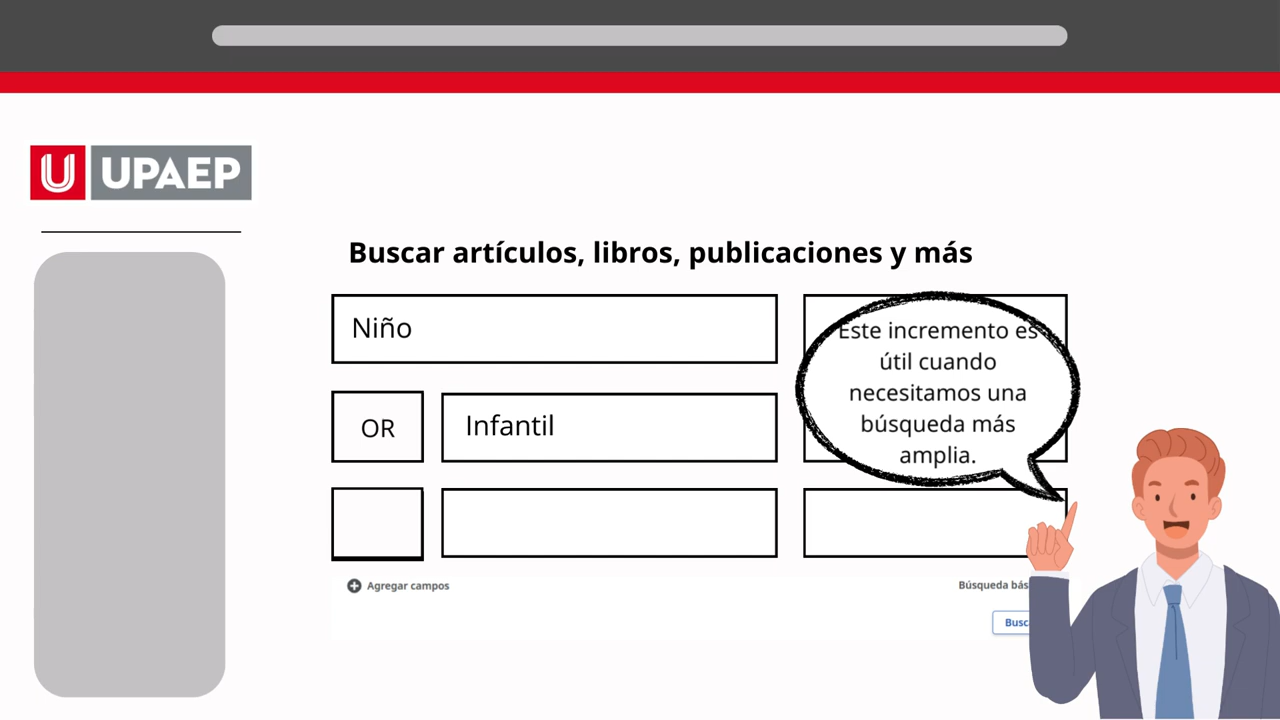 U UPAEP
Buscar artículos, libros, publicaciones y más
Niño
OR
Infantil
Este incremento es
útil cuando
necesitamos una
búsqueda más
amplia.
Agregar campos
Búsqueda